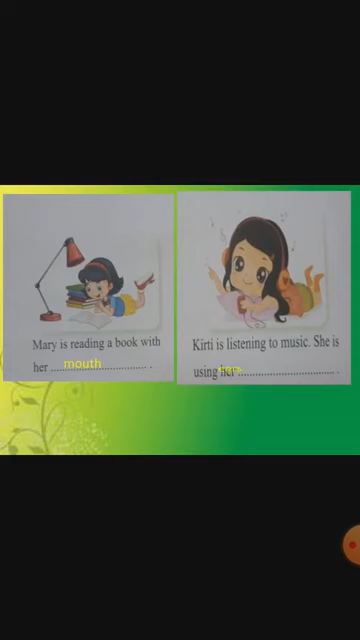 Mary is reading a book with
her ........mouth........ .
Kirti is listening to music. She is
using her ................................ .